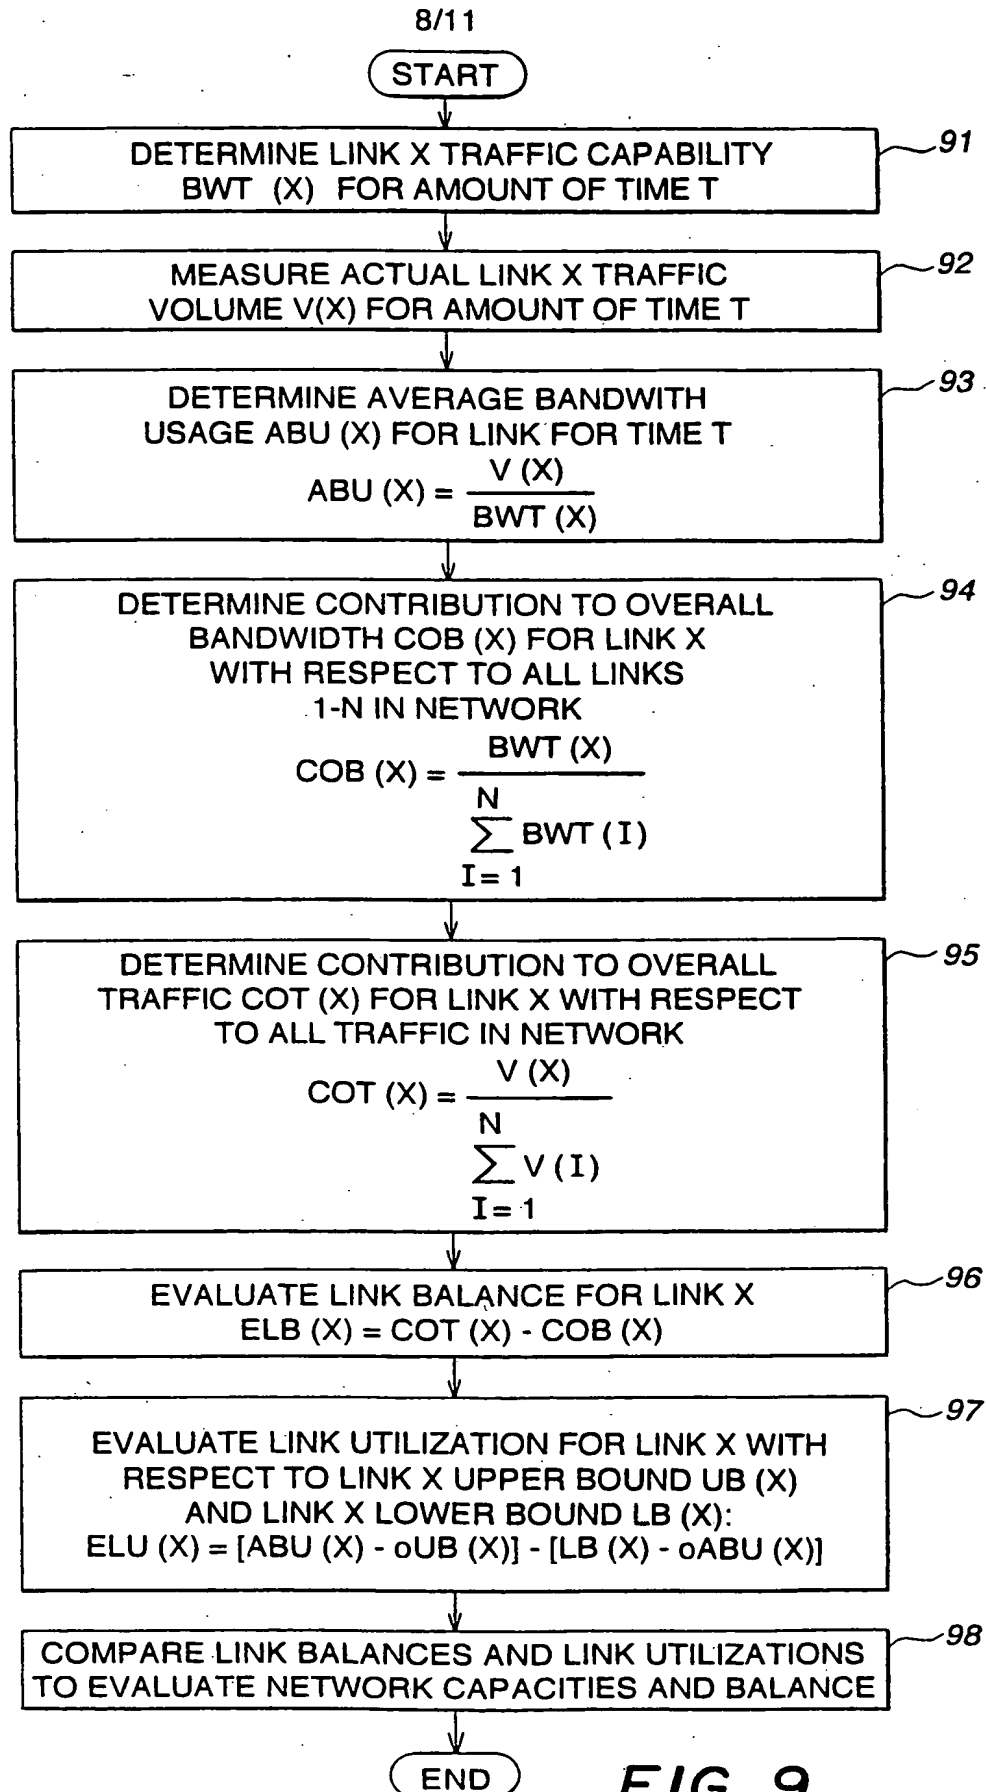 8/11
START
DETERMINE LINK X TRAFFIC CAPABILITY
BWT (X) FOR AMOUNT OF TIME T
91
MEASURE ACTUAL LINK X TRAFFIC
VOLUME V(X) FOR AMOUNT OF TIME T
92
DETERMINE AVERAGE BANDWITH
USAGE ABU (X) FOR LINK FOR TIME T
ABU (X) = V (X) / BWT (X)
93
DETERMINE CONTRIBUTION TO OVERALL
BANDWIDTH COB (X) FOR LINK X
WITH RESPECT TO ALL LINKS
1-N IN NETWORK
COB (X) = BWT (X)
N
∑ BWT (I)
I = 1
94
DETERMINE CONTRIBUTION TO OVERALL
TRAFFIC COT (X) FOR LINK X WITH RESPECT
TO ALL TRAFFIC IN NETWORK
COT (X) = V (X)
N
∑ V (I)
I = 1
95
EVALUATE LINK BALANCE FOR LINK X
ELB (X) = COT (X) - COB (X)
96
EVALUATE LINK UTILIZATION FOR LINK X WITH
RESPECT TO LINK X UPPER BOUND UB (X)
AND LINK X LOWER BOUND LB (X):
ELU (X) = [ABU (X) - oUB (X)] - [LB (X) - oABU (X)]
97
COMPARE LINK BALANCES AND LINK UTILIZATIONS
TO EVALUATE NETWORK CAPACITIES AND BALANCE
98
END
FIG. 9